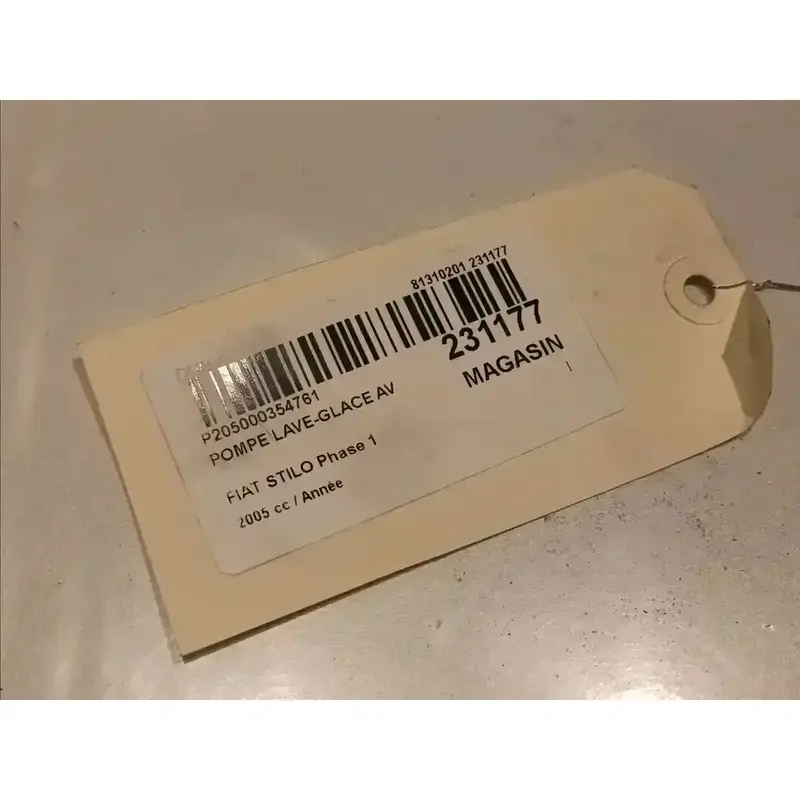 81310201 231177
P205000354761
231177
POMPE LAVE-GLACE AV
MAGASIN
FIAT STILO Phase 1
2005 cc / Année